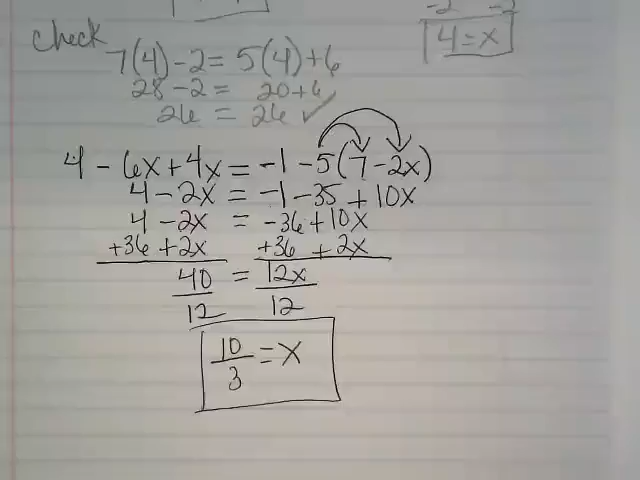 -2 -2
4 = x
check
7(4) - 2 = 5(4) + 6
28 - 2 = 20 + 6
26 = 26 ✓
4 - 6x + 4x = -1 - 5(7 - 2x)
4 - 2x = -1 - 35 + 10x
4 - 2x = -36 + 10x
+36 + 2x +36 + 2x
40 = 12x
12 12
10 = x
3